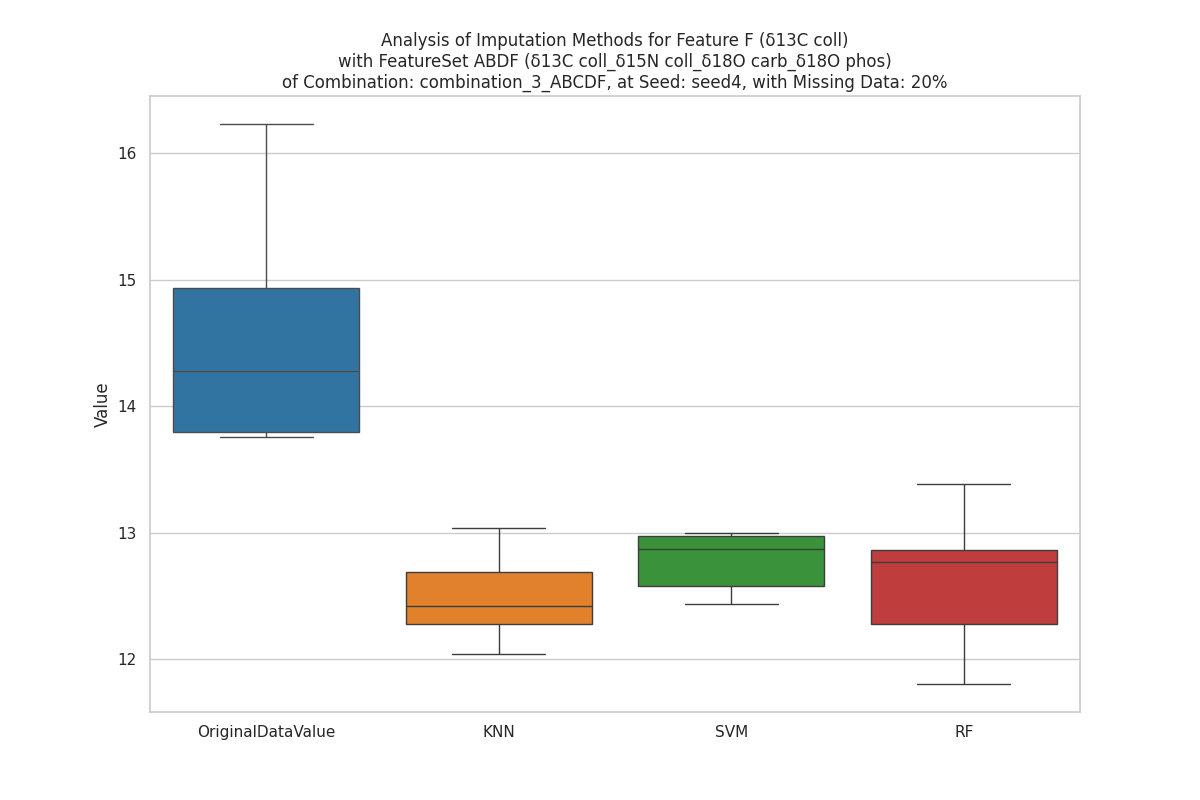 Analysis of Imputation Methods for Feature F (δ13C coll)
with FeatureSet ABDF (δ13C coll_δ15N coll_δ18O carb_δ18O phos)
of Combination: combination_3_ABCDF, at Seed: seed4, with Missing Data: 20%
16
15
14
13
12
Value
OriginalDataValue
KNN
SVM
RF